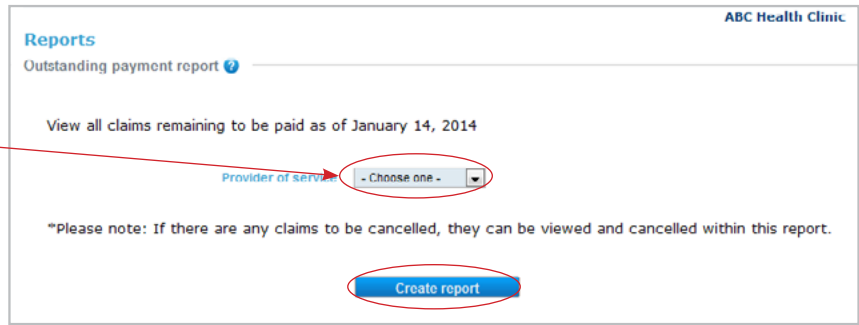 ABC Health Clinic
Reports
Outstanding payment report ?
View all claims remaining to be paid as of January 14, 2014
Provider of service - Choose one -
*Please note: If there are any claims to be cancelled, they can be viewed and cancelled within this report.
Create report